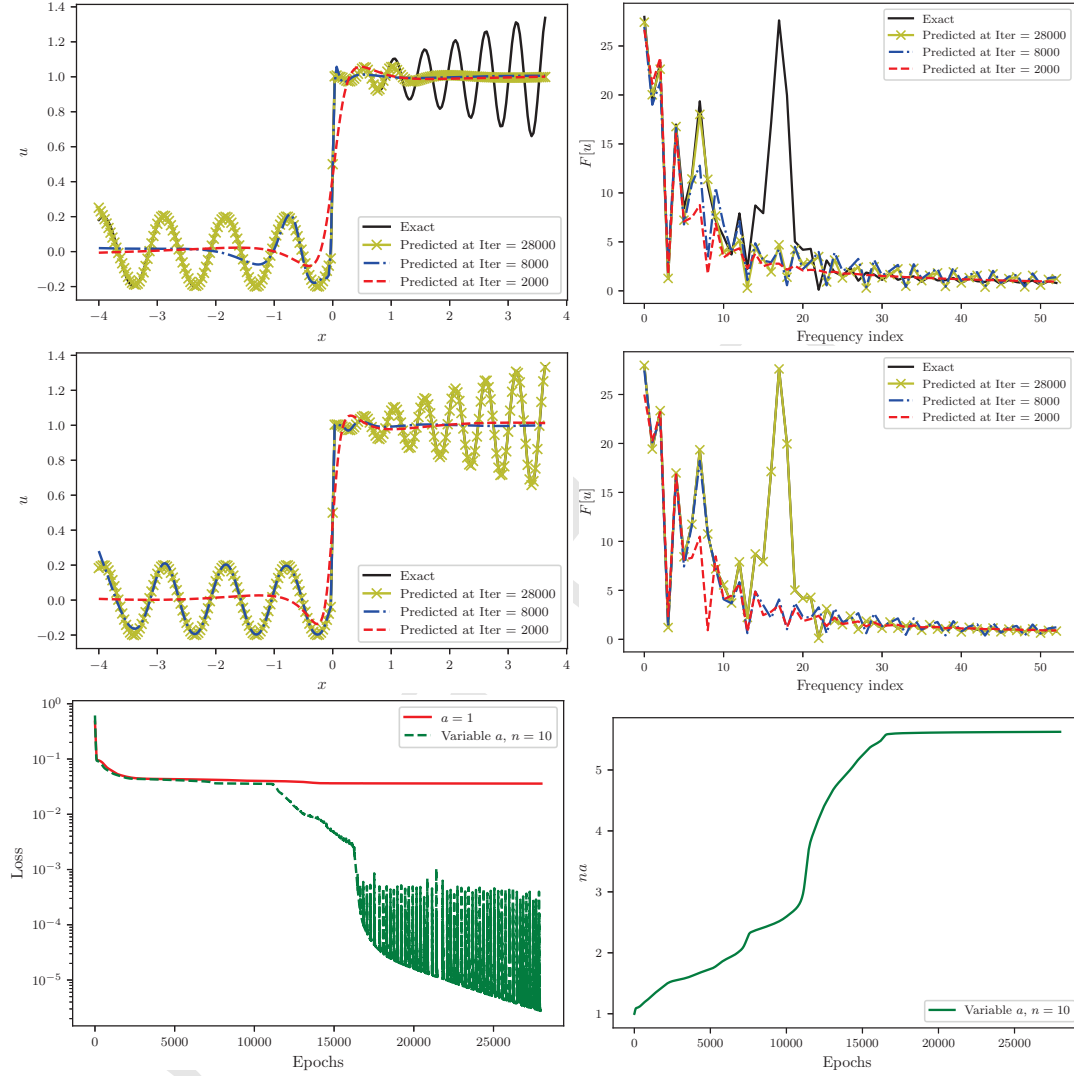 1.4
1.2
1.0
0.8
0.6
0.4
0.2
0.0
−0.2
u
−4 −3 −2 −1 0 1 2 3 4
x
Exact
Predicted at Iter = 28000
Predicted at Iter = 8000
Predicted at Iter = 2000
25
20
15
10
5
0
F[u]
0 10 20 30 40 50
Frequency index
Exact
Predicted at Iter = 28000
Predicted at Iter = 8000
Predicted at Iter = 2000
1.4
1.2
1.0
0.8
0.6
0.4
0.2
0.0
−0.2
u
−4 −3 −2 −1 0 1 2 3 4
x
Exact
Predicted at Iter = 28000
Predicted at Iter = 8000
Predicted at Iter = 2000
25
20
15
10
5
0
F[u]
0 10 20 30 40 50
Frequency index
Exact
Predicted at Iter = 28000
Predicted at Iter = 8000
Predicted at Iter = 2000
10⁰
10⁻¹
10⁻²
10⁻³
10⁻⁴
10⁻⁵
Loss
0 5000 10000 15000 20000 25000
Epochs
a = 1
Variable a, n = 10
5
4
3
2
1
na
0 5000 10000 15000 20000 25000
Epochs
Variable a, n = 10